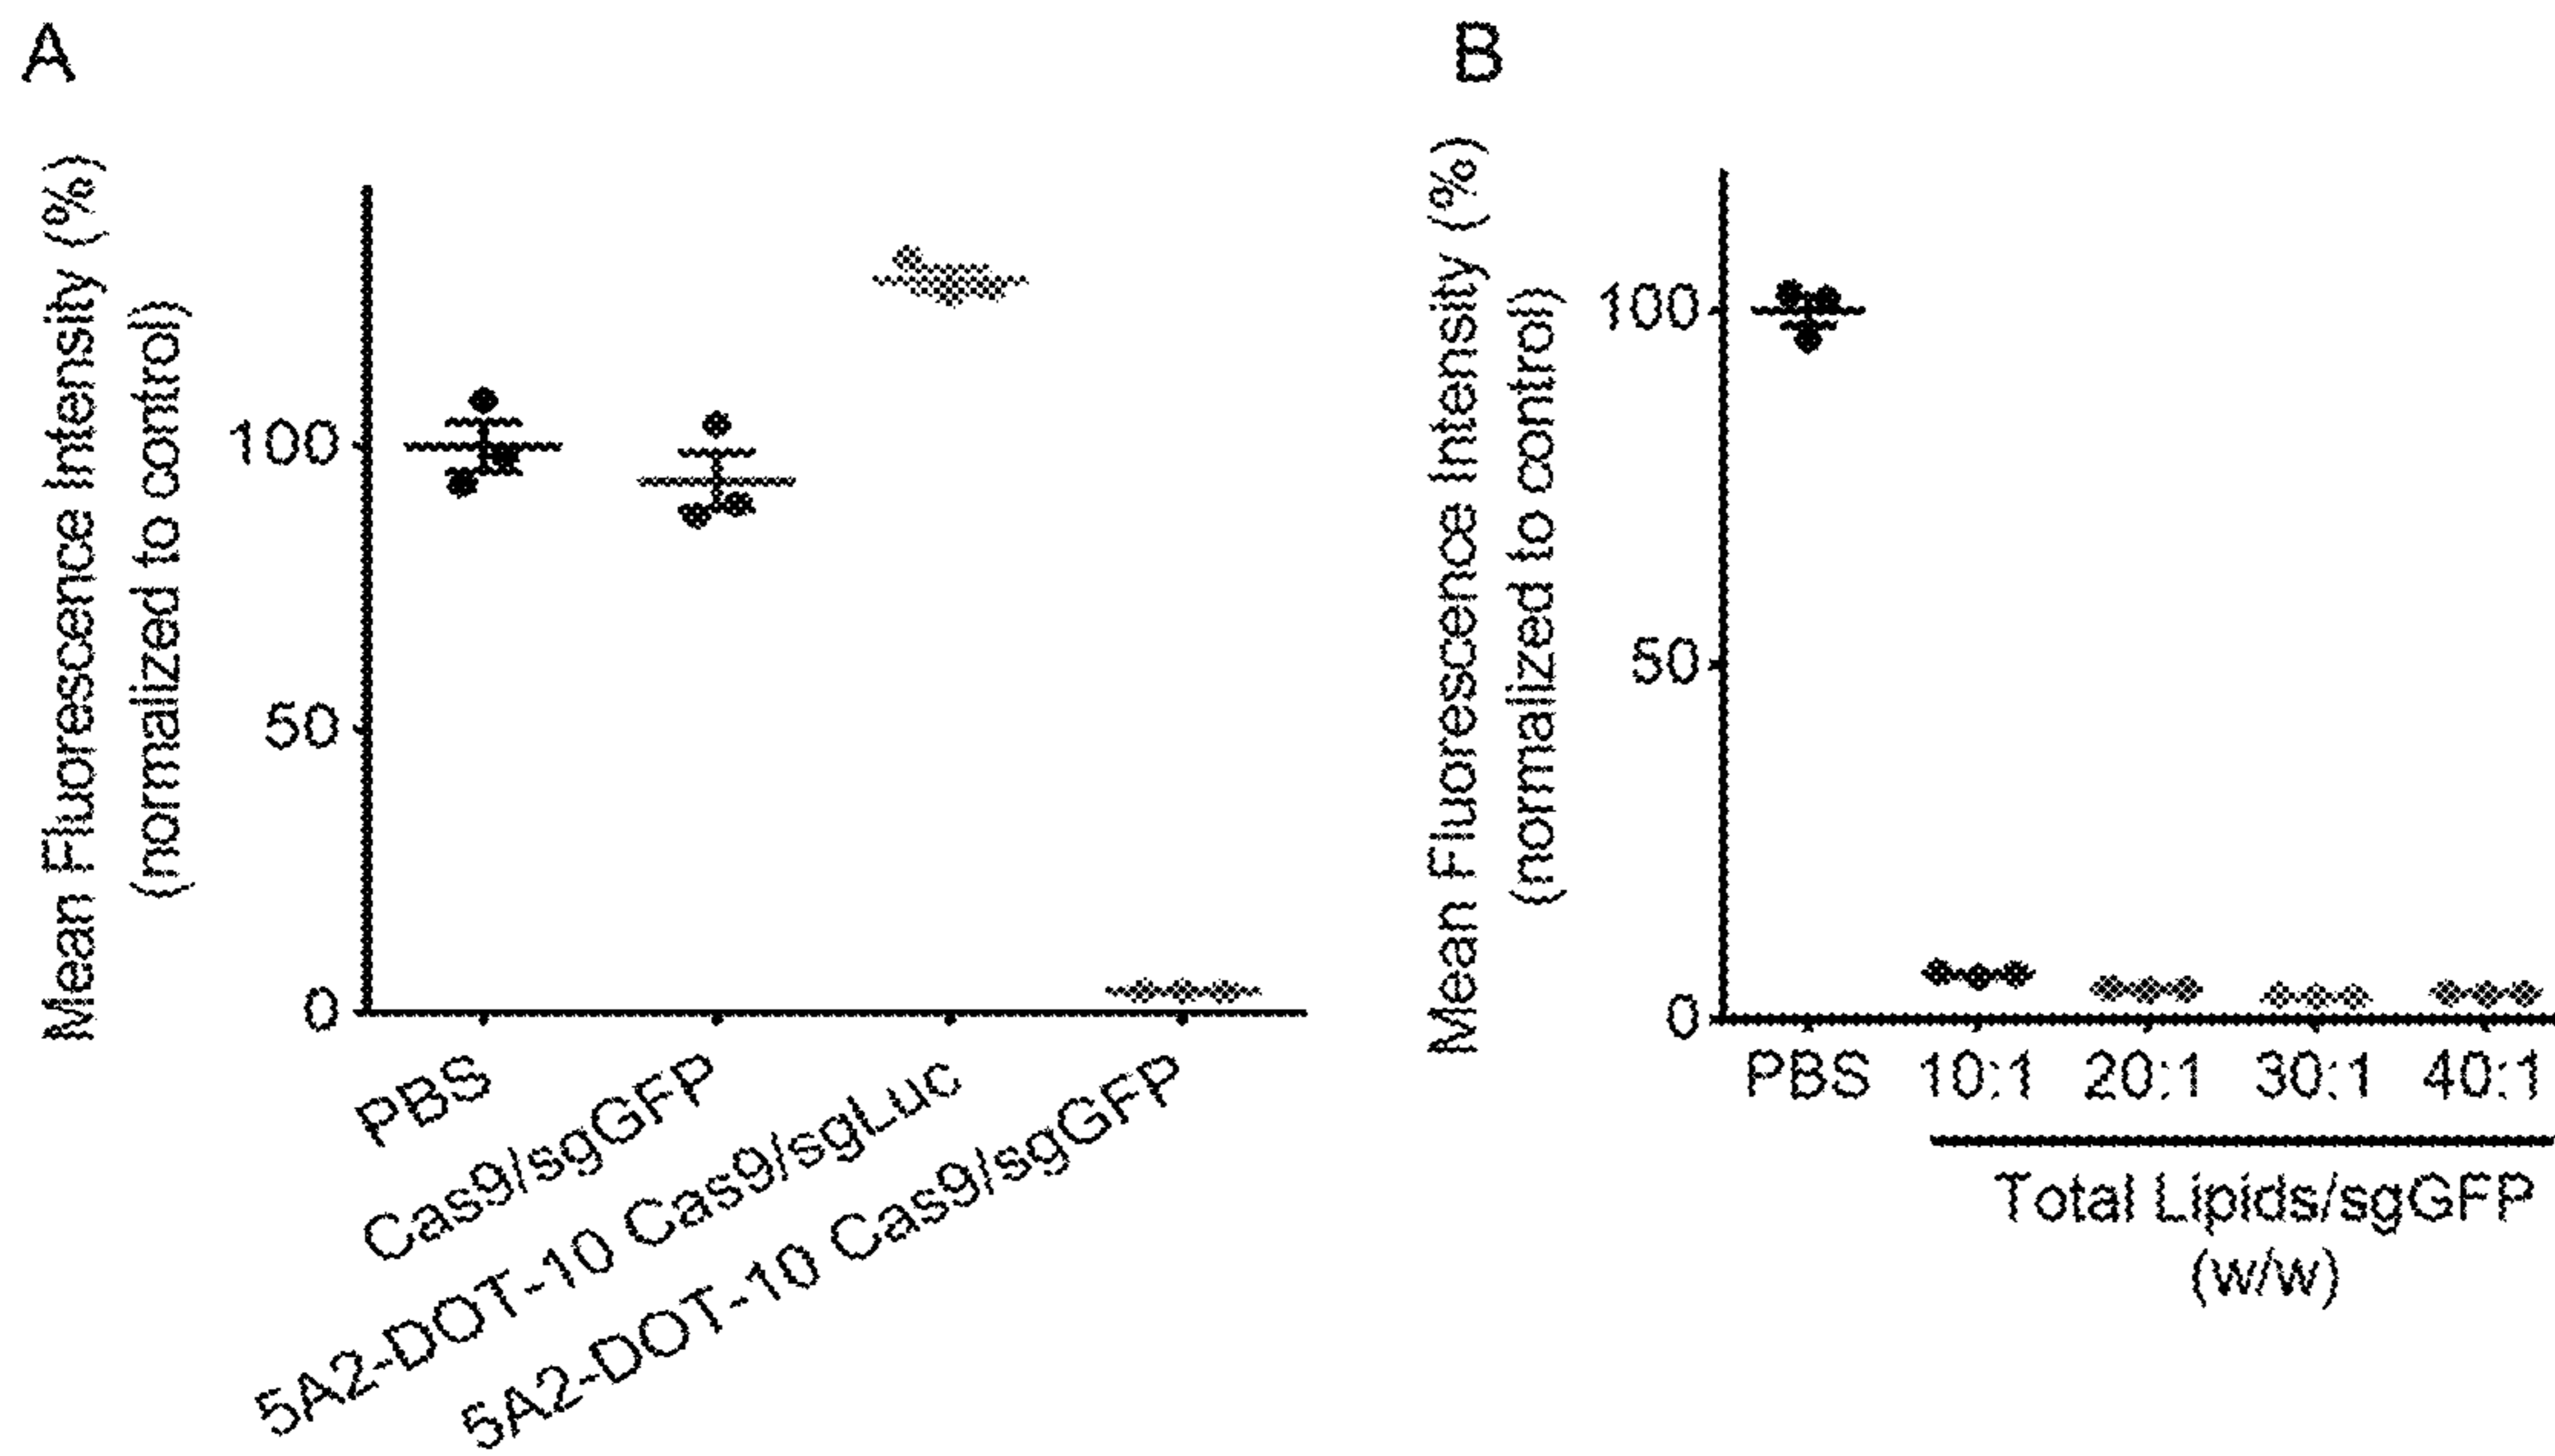 A
Mean Fluorescence Intensity (%)
(normalized to control)
100
50
0
PBS
Cas9/sgGFP
5A2-DOT-10 Cas9/sgLuc
5A2-DOT-10 Cas9/sgGFP
B
Mean Fluorescence Intensity (%)
(normalized to control)
100
50
0
PBS 10:1 20:1 30:1 40:1
Total Lipids/sgGFP
(w/w)